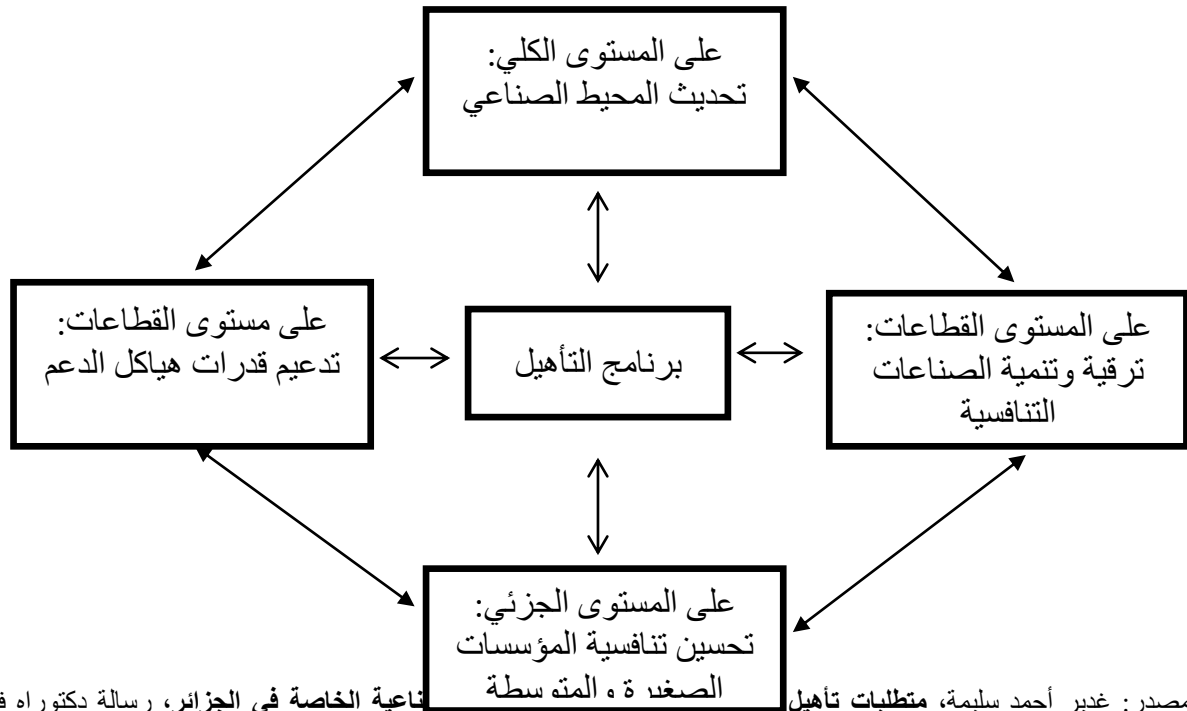 على المستوى الكلي:
تحديث المحيط الصناعي
على المستوى القطاعات:
ترقية وتنمية الصناعات
التنافسية
برنامج التأهيل
على مستوى القطاعات:
تدعيم قدرات هياكل الدعم
على المستوى الجزئي:
تحسين تنافسية المؤسسات
الصغيرة والمتوسطة
مصدر: غدير أحمد سليمة، متطلبات تأهيل الخاصة في الجزائر، رسالة دكتوراه